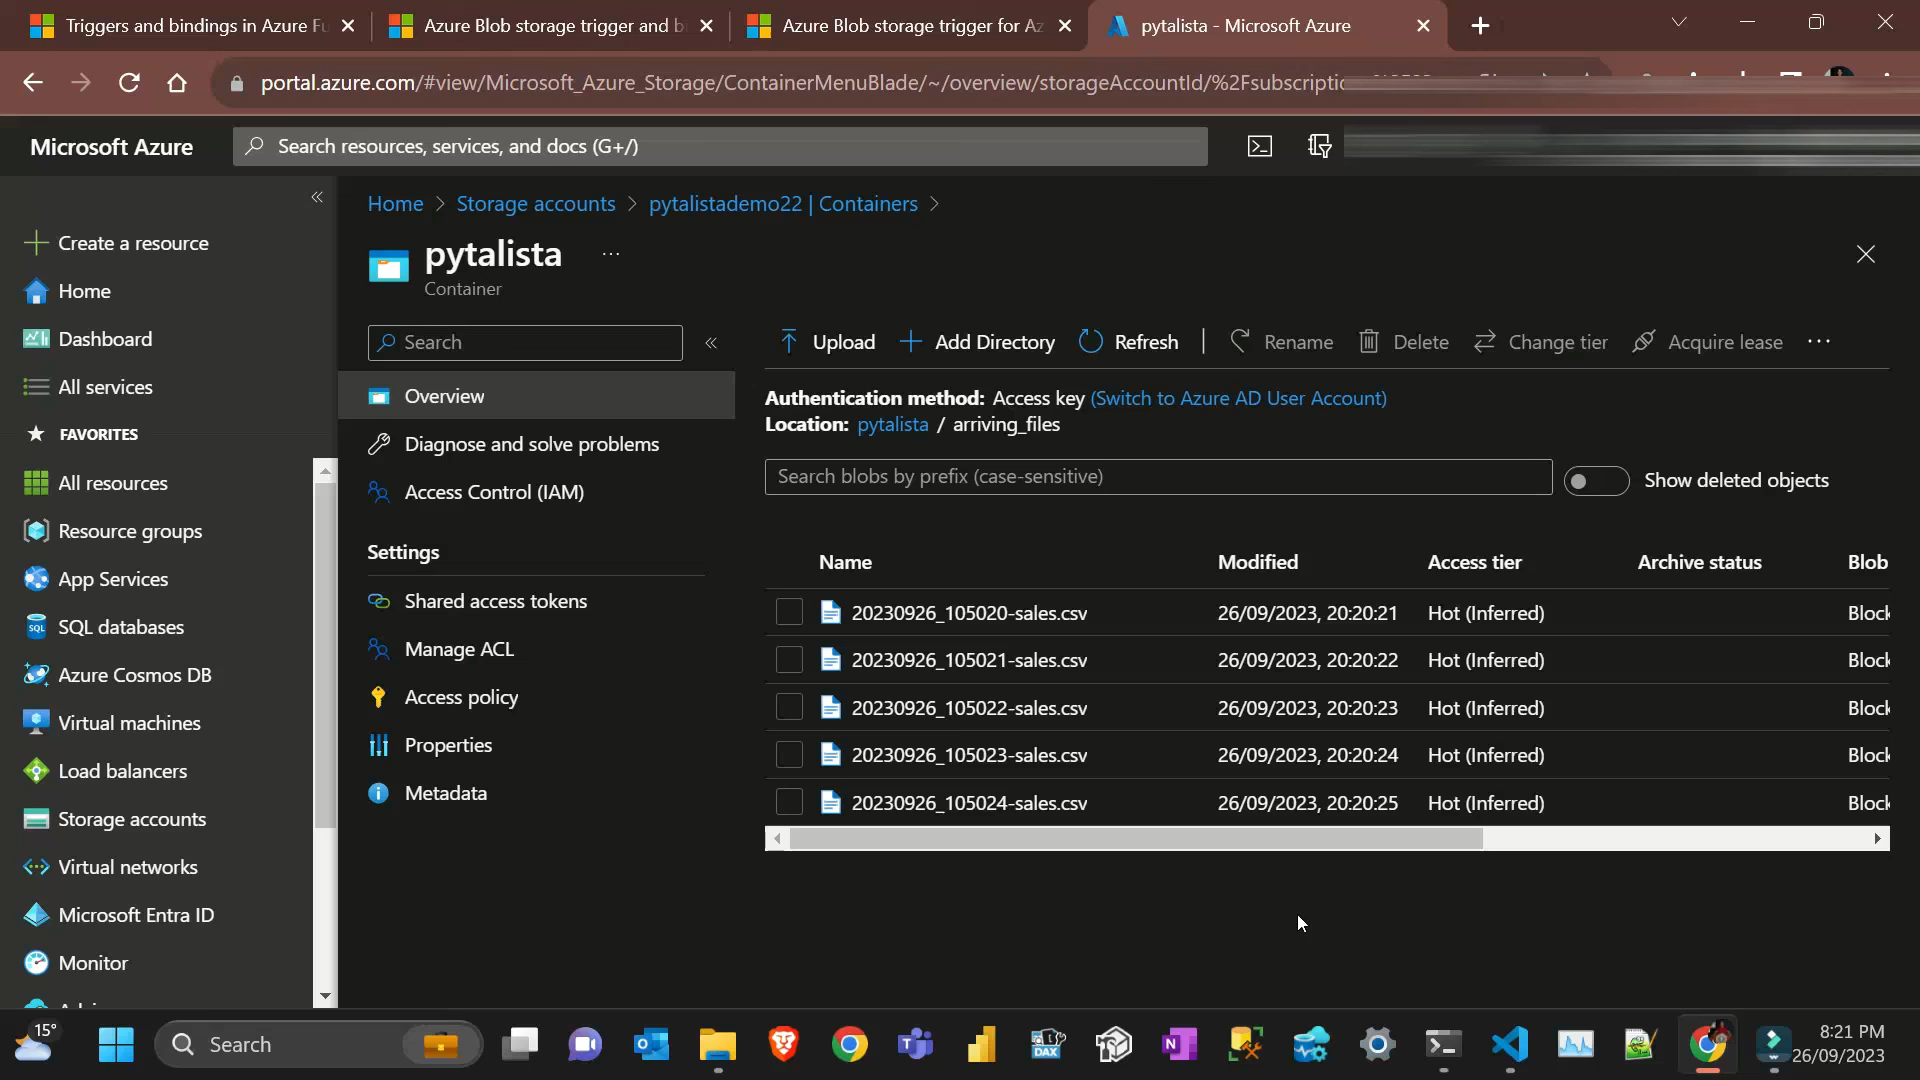 Triggers and bindings in Azure Fu
Azure Blob storage trigger and b
Azure Blob storage trigger for Az
pytalista - Microsoft Azure
portal.azure.com/#view/Microsoft_Azure_Storage/ContainerMenuBlade/~/overview/storageAccountId/%2Fsubscriptio
Microsoft Azure
Search resources, services, and docs (G+/)
Create a resource
Home
Dashboard
All services
FAVORITES
All resources
Resource groups
App Services
SQL databases
Azure Cosmos DB
Virtual machines
Load balancers
Storage accounts
Virtual networks
Microsoft Entra ID
Monitor
Home > Storage accounts > pytalistademo22 | Containers >
pytalista ...
Container
Search
Overview
Diagnose and solve problems
Access Control (IAM)
Settings
Shared access tokens
Manage ACL
Access policy
Properties
Metadata
Upload Add Directory Refresh | Rename Delete Change tier Acquire lease ...
Authentication method: Access key (Switch to Azure AD User Account)
Location: pytalista / arriving_files
Search blobs by prefix (case-sensitive)
Show deleted objects
Name Modified Access tier Archive status Blob
20230926_105020-sales.csv 26/09/2023, 20:20:21 Hot (Inferred) Block
20230926_105021-sales.csv 26/09/2023, 20:20:22 Hot (Inferred) Block
20230926_105022-sales.csv 26/09/2023, 20:20:23 Hot (Inferred) Block
20230926_105023-sales.csv 26/09/2023, 20:20:24 Hot (Inferred) Block
20230926_105024-sales.csv 26/09/2023, 20:20:25 Hot (Inferred) Block
15°
Search
DAX
8:21 PM
26/09/2023